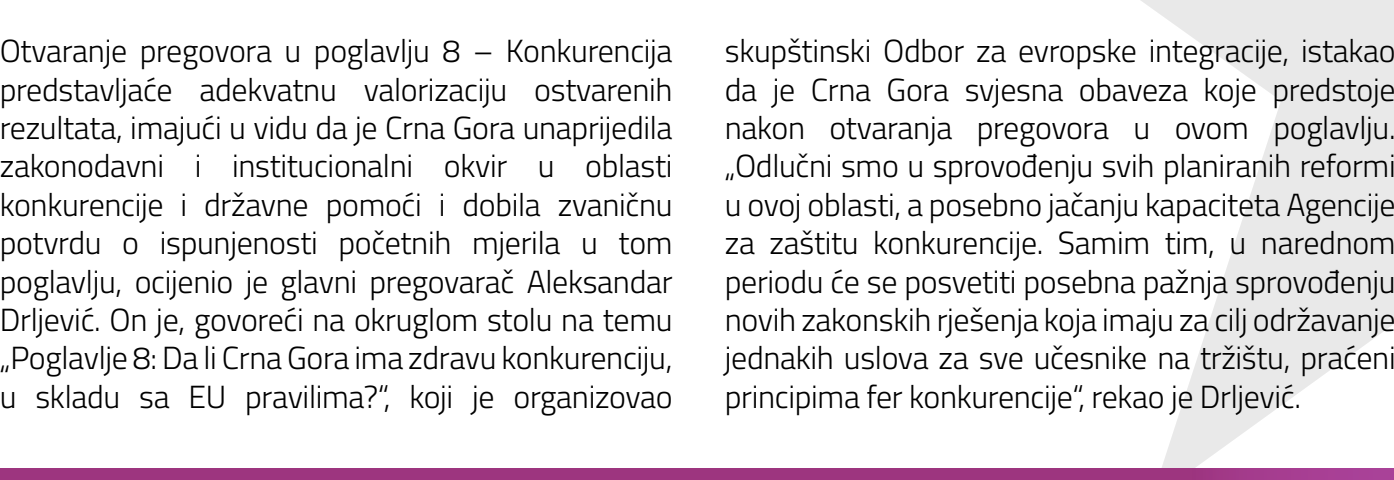 Otvaranje pregovora u poglavlju 8 – Konkurencija
predstavljaće adekvatnu valorizaciju ostvarenih
rezultata, imajući u vidu da je Crna Gora unaprijedila
zakonodavni i institucionalni okvir u oblasti
konkurencije i državne pomoći i dobila zvaničnu
potvrdu o ispunjenosti početnih mjerila u tom
poglavlju, ocijenio je glavni pregovarač Aleksandar
Drljević. On je, govoreći na okruglom stolu na temu
„Poglavlje 8: Da li Crna Gora ima zdravu konkurenciju,
u skladu sa EU pravilima?“, koji je organizovao
skupštinski Odbor za evropske integracije, istakao
da je Crna Gora svjesna obaveza koje predstoje
nakon otvaranja pregovora u ovom poglavlju.
„Odlučni smo u sprovođenju svih planiranih reformi
u ovoj oblasti, a posebno jačanju kapaciteta Agencije
za zaštitu konkurencije. Samim tim, u narednom
periodu će se posvetiti posebna pažnja sprovođenju
novih zakonskih rješenja koja imaju za cilj održavanje
jednakih uslova za sve učesnike na tržištu, praćeni
principima fer konkurencije“, rekao je Drljević.